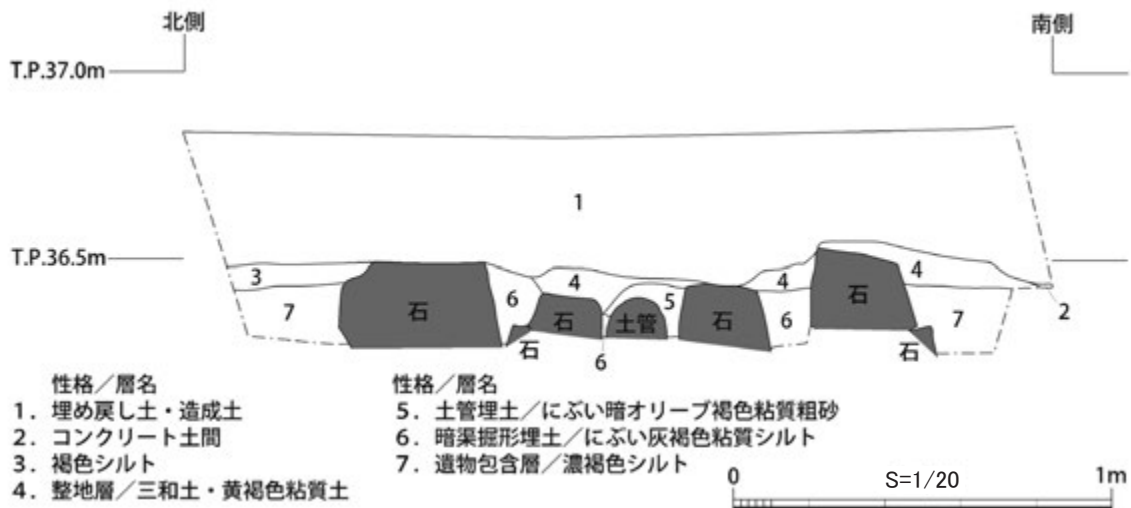 北側 南側
T.P.37.0m
1
T.P.36.5m
3 4 4 4
7 石 6 石 土管 5 石 6 石 7 2
石 6 石
性格／層名
1．埋め戻し土・造成土
2．コンクリート土間
3．褐色シルト
4．整地層／三和土・黄褐色粘質土
性格／層名
5．土管埋土／にぶい暗オリーブ褐色粘質粗砂
6．暗渠掘形埋土／にぶい灰褐色粘質シルト
7．遺物包含層／濃褐色シルト
0 S=1/20 1m